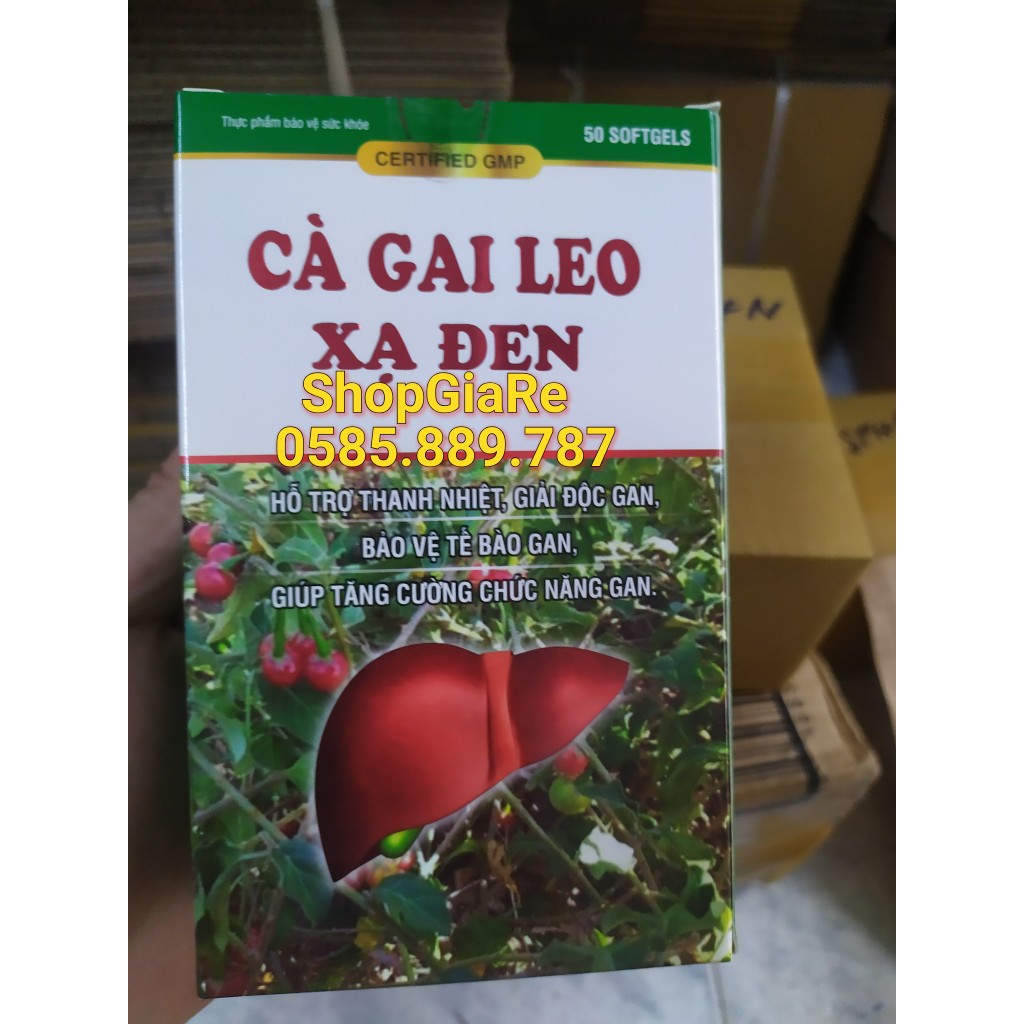 Thực phẩm bảo vệ sức khỏe
50 SOFTGELS
CERTIFIED GMP
CÀ GAI LEO
XẠ ĐEN
ShopGiaRe
0585.889.787
HỖ TRỢ THANH NHIỆT, GIẢI ĐỘC GAN,
BẢO VỆ TẾ BÀO GAN,
GIÚP TĂNG CƯỜNG CHỨC NĂNG GAN.